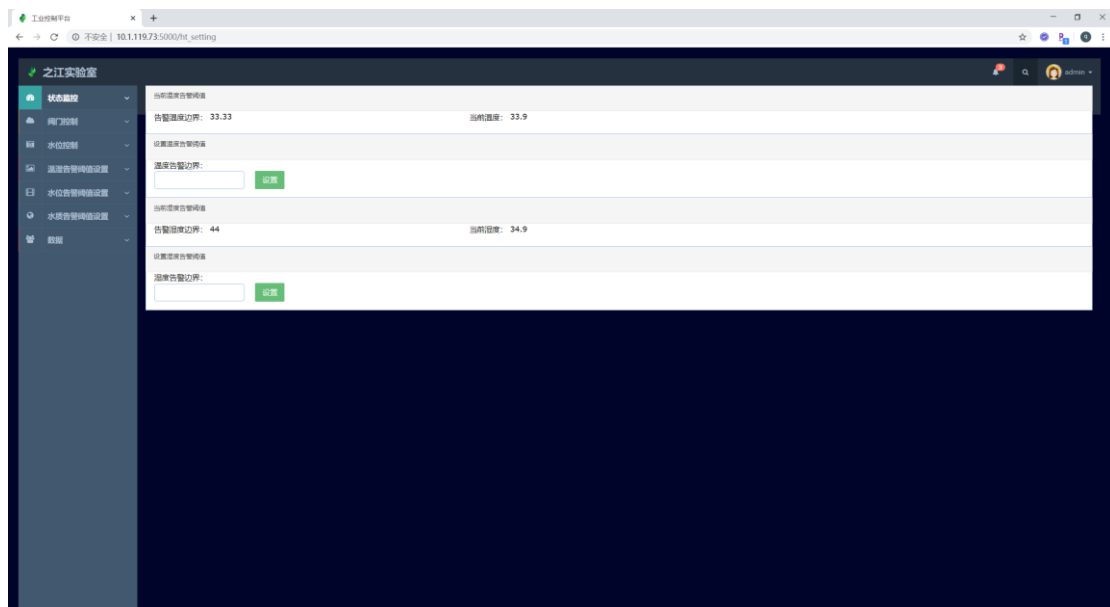 工业控制平台
不安全 | 10.1.119.73:5000/ht_setting
之江实验室
admin
状态监控
阀门控制
水位控制
温湿告警阈值设置
水位告警阈值设置
水质告警阈值设置
数据
当前温度告警阈值
告警温度边界: 33.33 当前温度: 33.9
设置温度告警阈值
温度告警边界:
设置
当前湿度告警阈值
告警湿度边界: 44 当前湿度: 34.9
设置湿度告警阈值
湿度告警边界:
设置